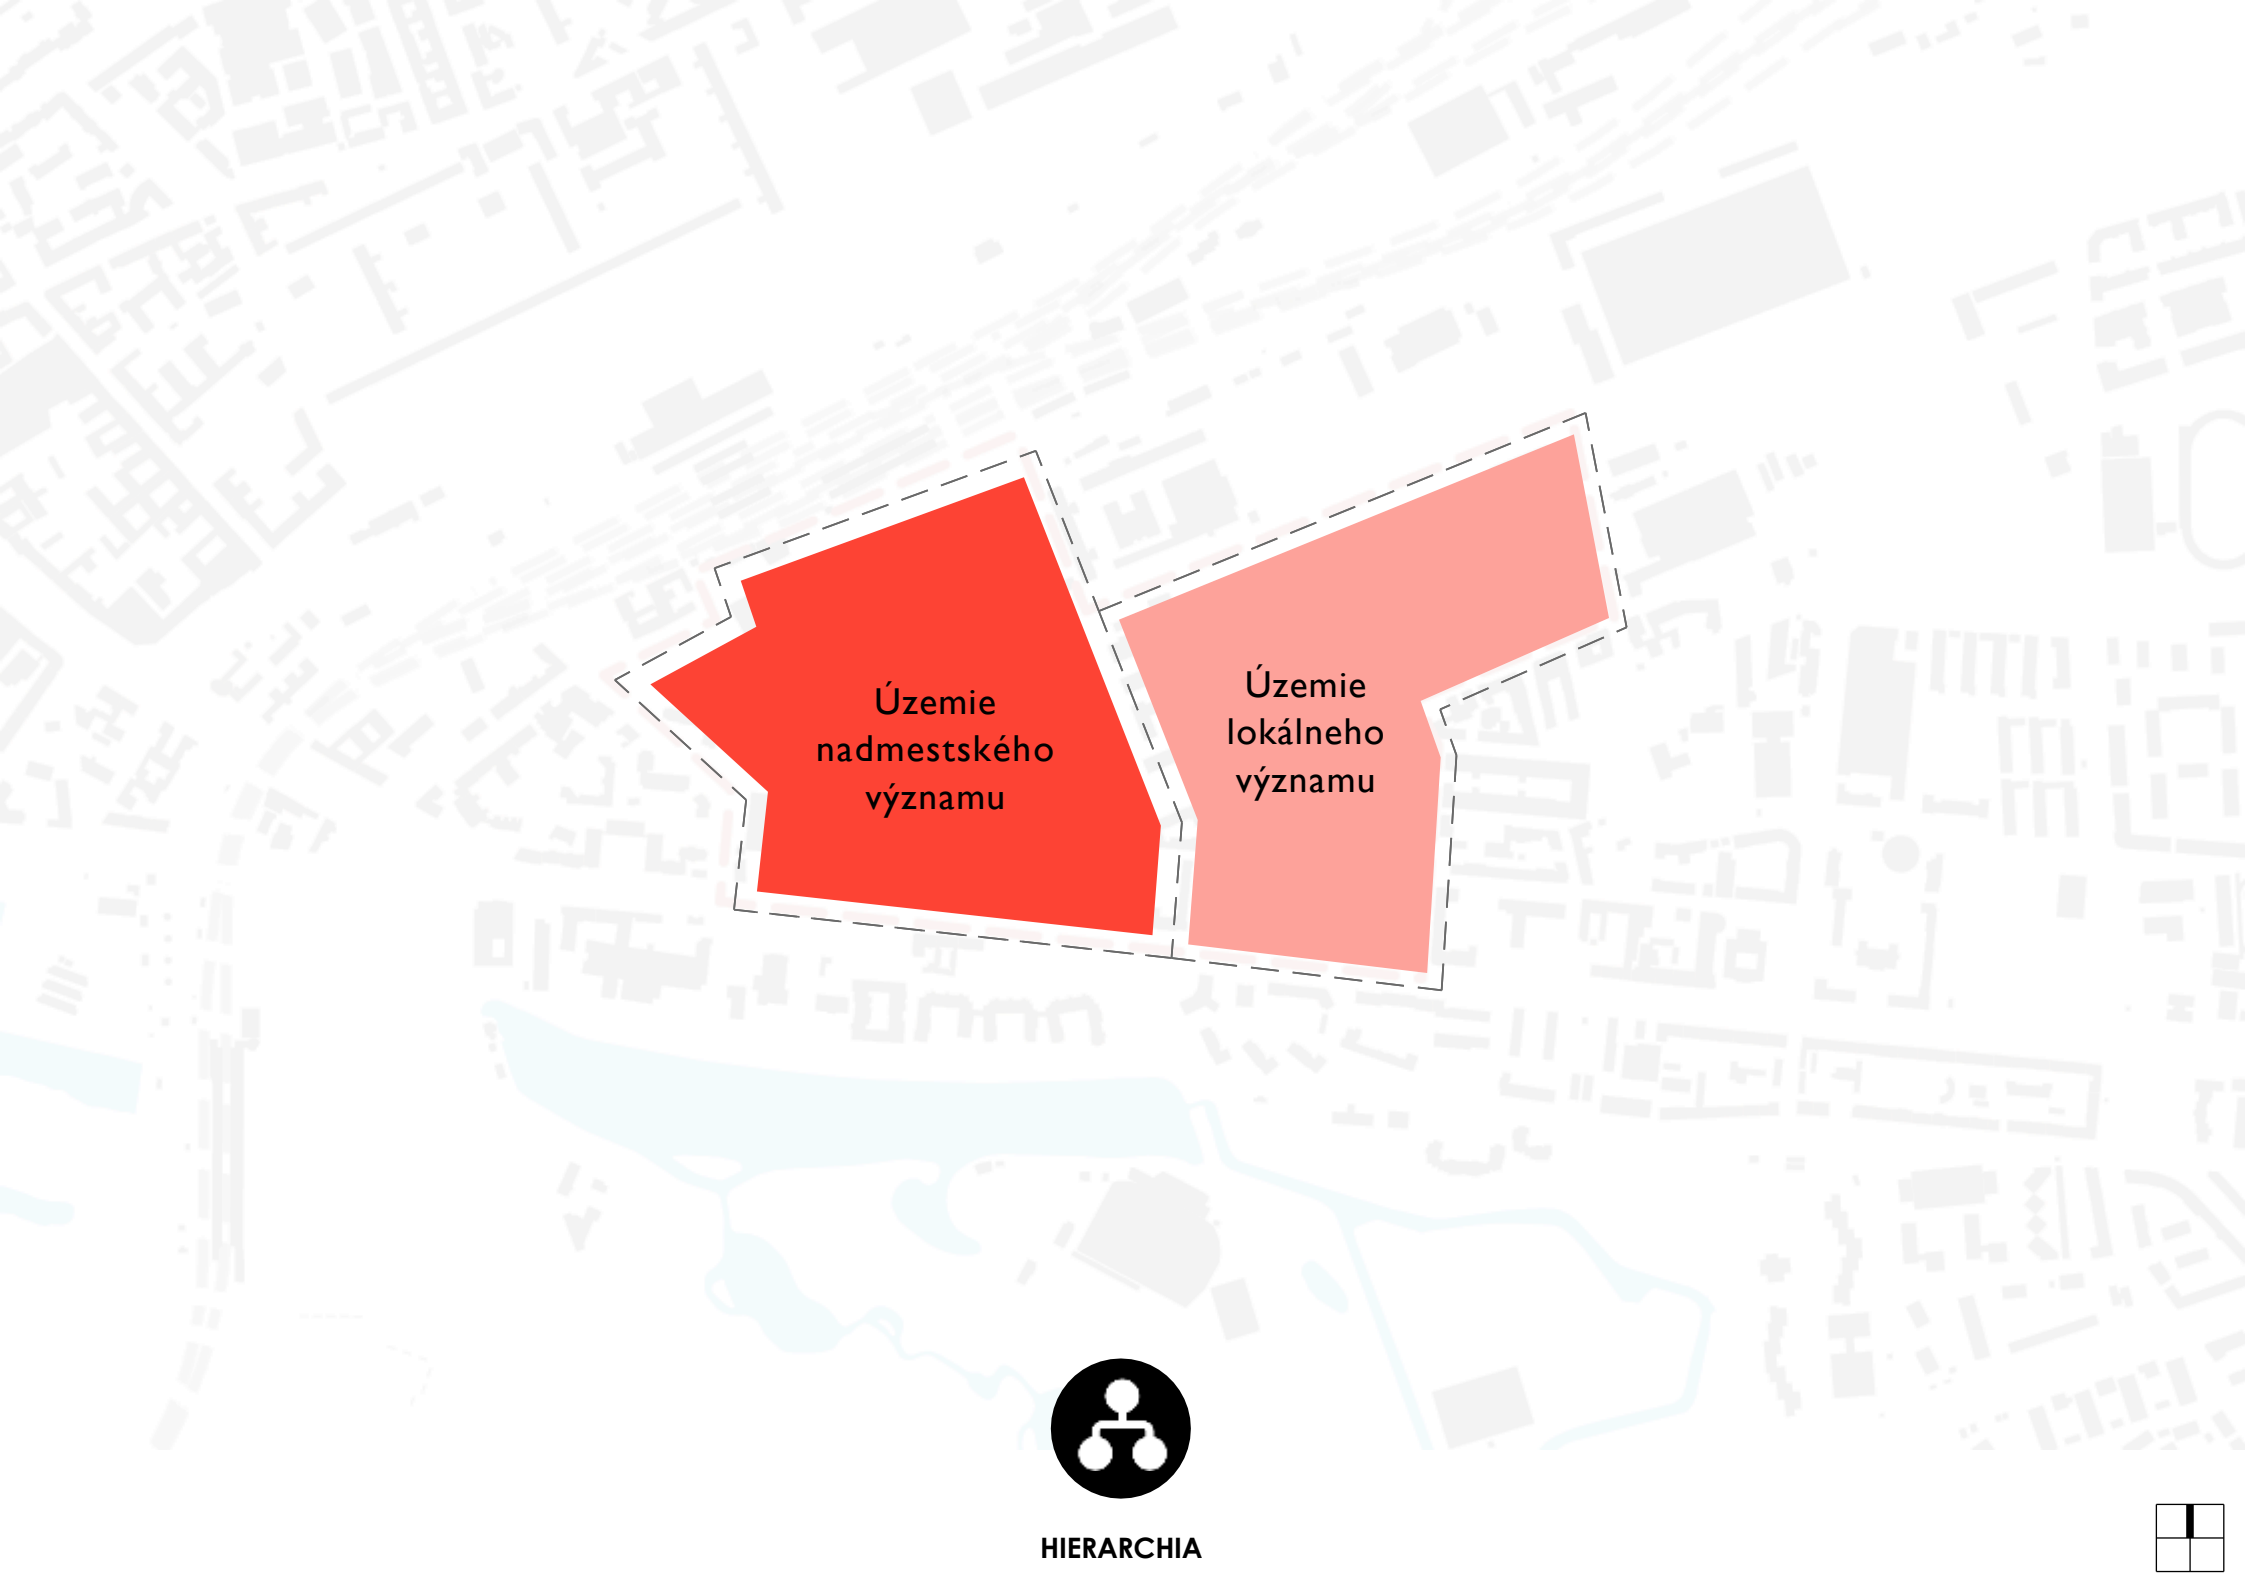 Územie
nadmestského
významu
Územie
lokálneho
významu
HIERARCHIA